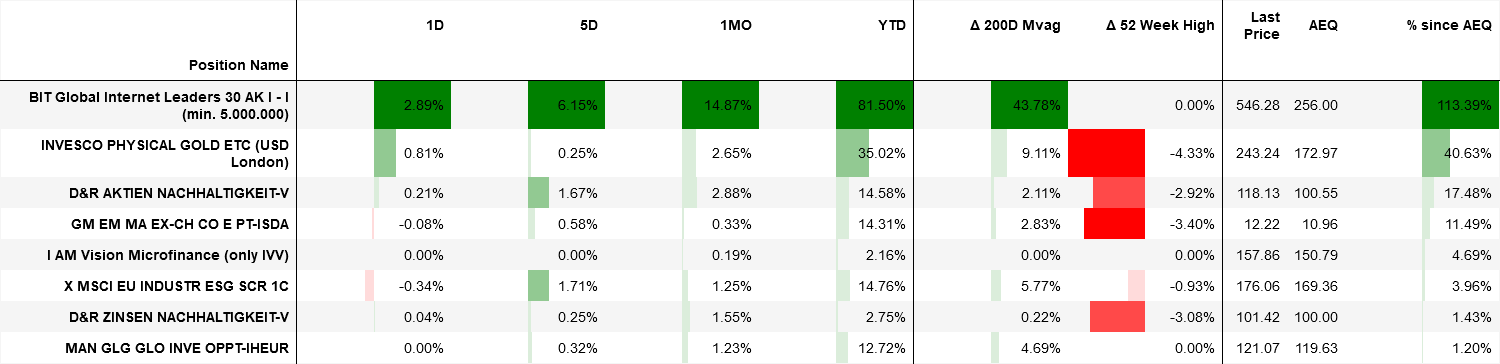 1D 5D 1MO YTD Δ 200D Mvag Δ 52 Week High Last Price AEQ % since AEQ
Position Name
BIT Global Internet Leaders 30 AK I - I
(min. 5.000.000) 2.89% 6.15% 14.87% 81.50% 43.78% 0.00% 546.28 256.00 113.39%
INVESCO PHYSICAL GOLD ETC (USD
London) 0.81% 0.25% 2.65% 35.02% 9.11% -4.33% 243.24 172.97 40.63%
D&R AKTIEN NACHHALTIGKEIT-V 0.21% 1.67% 2.88% 14.58% 2.11% -2.92% 118.13 100.55 17.48%
GM EM MA EX-CH CO E PT-ISDA -0.08% 0.58% 0.33% 14.31% 2.83% -3.40% 12.22 10.96 11.49%
I AM Vision Microfinance (only IVV) 0.00% 0.00% 0.19% 2.16% 0.00% 0.00% 157.86 150.79 4.69%
X MSCI EU INDUSTR ESG SCR 1C -0.34% 1.71% 1.25% 14.76% 5.77% -0.93% 176.06 169.36 3.96%
D&R ZINSEN NACHHALTIGKEIT-V 0.04% 0.25% 1.55% 2.75% 0.22% -3.08% 101.42 100.00 1.43%
MAN GLG GLO INVE OPPT-IHEUR 0.00% 0.32% 1.23% 12.72% 4.69% 0.00% 121.07 119.63 1.20%